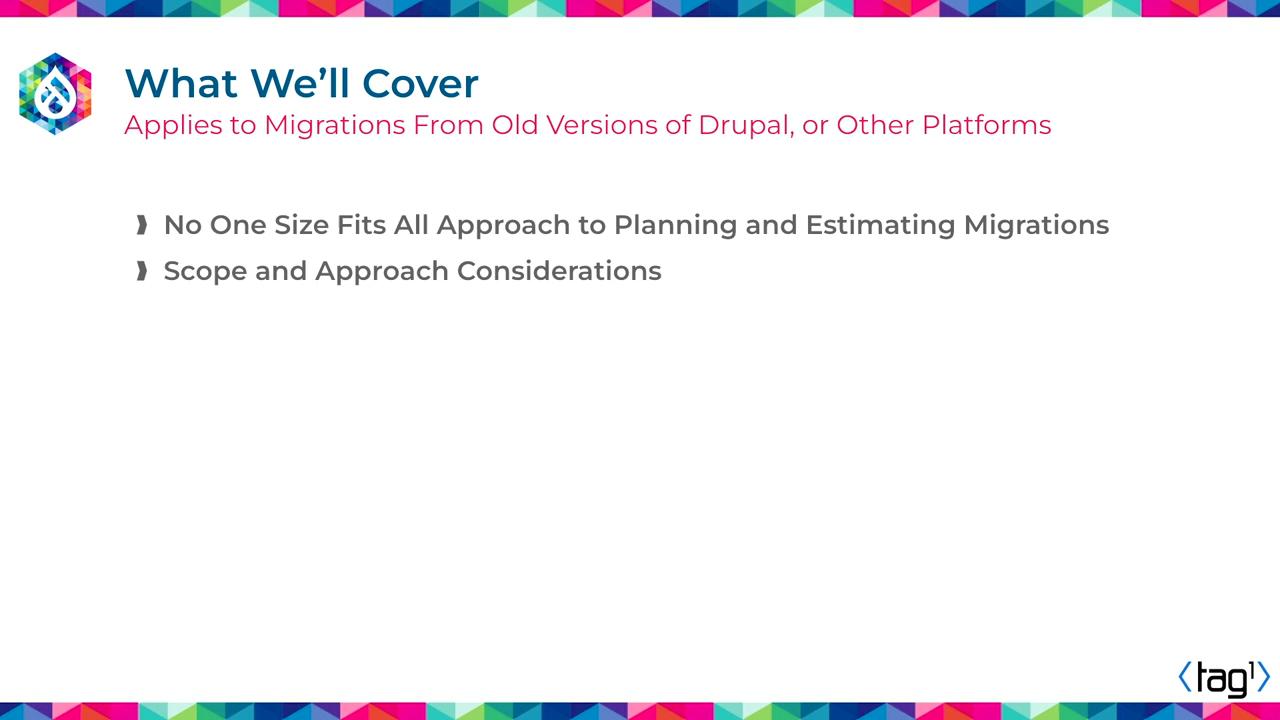 What We’ll Cover
Applies to Migrations From Old Versions of Drupal, or Other Platforms
No One Size Fits All Approach to Planning and Estimating Migrations
Scope and Approach Considerations
⟨tag¹⟩